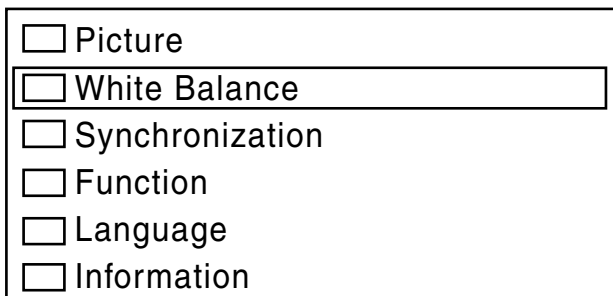 Picture
White Balance
Synchronization
Function
Language
Information